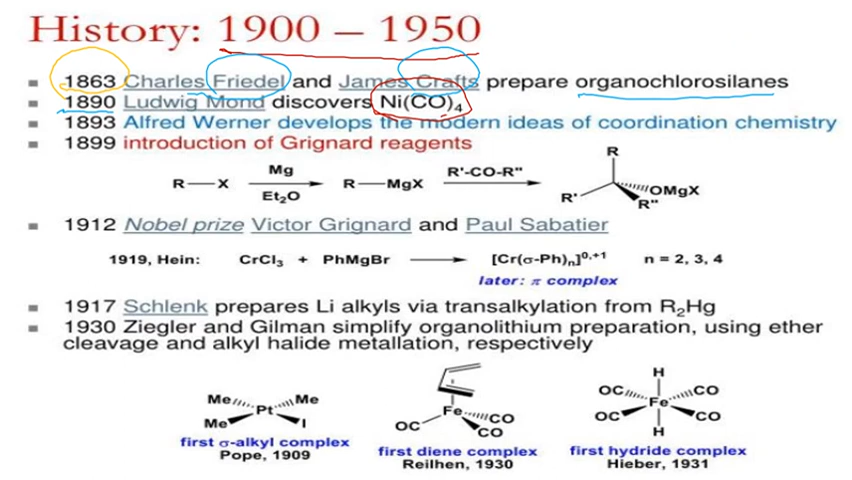 History: 1900 – 1950
1863 Charles Friedel and James Crafts prepare organochlorosilanes
1890 Ludwig Mond discovers Ni(CO)4
1893 Alfred Werner develops the modern ideas of coordination chemistry
1899 introduction of Grignard reagents
R—X Mg Et2O R—MgX R'-CO-R" R R' R" OMgX
1912 Nobel prize Victor Grignard and Paul Sabatier
1919, Hein: CrCl3 + PhMgBr [Cr(σ-Ph)n]0,+1 n = 2, 3, 4
later: π complex
1917 Schlenk prepares Li alkyls via transalkylation from R2Hg
1930 Ziegler and Gilman simplify organolithium preparation, using ether
cleavage and alkyl halide metallation, respectively
Me Me Pt Me I
first σ-alkyl complex
Pope, 1909
Fe OC CO CO
first diene complex
Reilhen, 1930
H OC CO Fe OC CO H
first hydride complex
Hieber, 1931